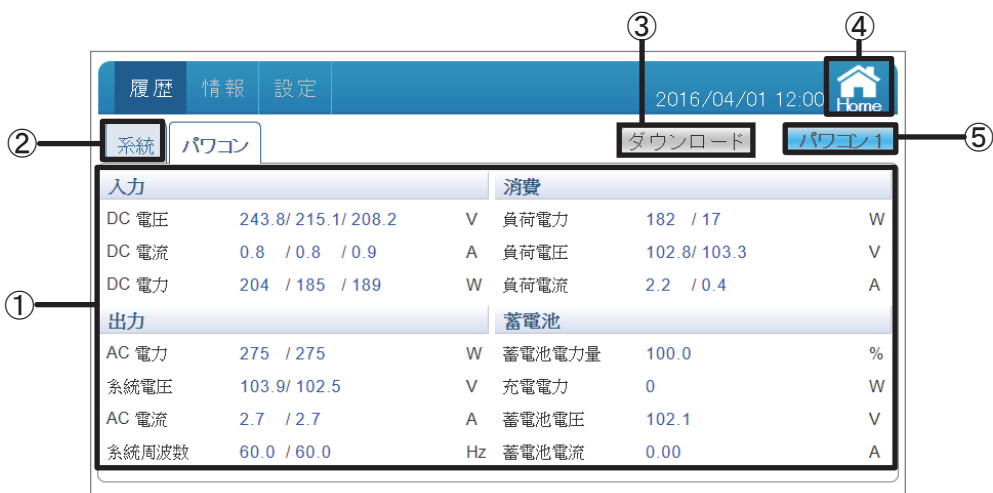 ③ ④
履歴 情報 設定 2016/04/01 12:00 Home
② 系統 パワコン ダウンロード パワコン1 ⑤
入力 消費
DC 電圧 243.8/ 215.1/ 208.2 V 負荷電力 182 / 17 W
DC 電流 0.8 / 0.8 / 0.9 A 負荷電圧 102.8/ 103.3 V
DC 電力 204 / 185 / 189 W 負荷電流 2.2 / 0.4 A
①
出力 蓄電池
AC 電力 275 / 275 W 蓄電池電力量 100.0 %
系統電圧 103.9/ 102.5 V 充電電力 0 W
AC 電流 2.7 / 2.7 A 蓄電池電圧 102.1 V
系統周波数 60.0 / 60.0 Hz 蓄電池電流 0.00 A